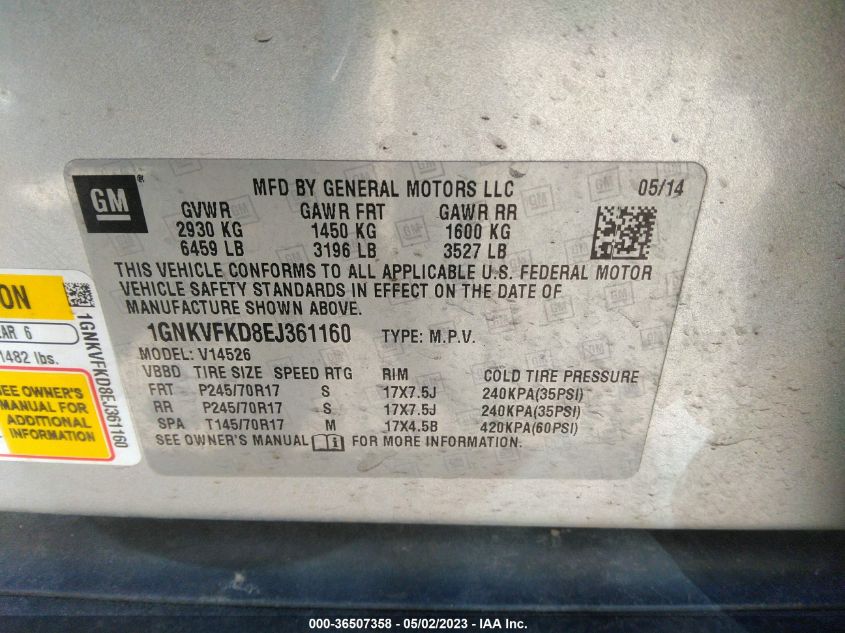 GM ®
MFD BY GENERAL MOTORS LLC 05/14
GVWR GAWR FRT GAWR RR
2930 KG 1450 KG 1600 KG
6459 LB 3196 LB 3527 LB
THIS VEHICLE CONFORMS TO ALL APPLICABLE U.S. FEDERAL MOTOR
VEHICLE SAFETY STANDARDS IN EFFECT ON THE DATE OF
MANUFACTURE SHOWN ABOVE.
1GNKVFKD8EJ361160 TYPE: M.P.V.
MODEL: V14526
VBBD TIRE SIZE SPEED RTG RIM COLD TIRE PRESSURE
FRT P245/70R17 S 17X7.5J 240KPA(35PSI)
RR P245/70R17 S 17X7.5J 240KPA(35PSI)
SPA T145/70R17 M 17X4.5B 420KPA(60PSI)
SEE OWNER'S MANUAL FOR MORE INFORMATION.
ON
AR 6
1482 lbs.
SEE OWNER'S
MANUAL FOR
ADDITIONAL
INFORMATION
1GNKVFKD8EJ361160
000-36507358 - 05/02/2023 - IAA Inc.